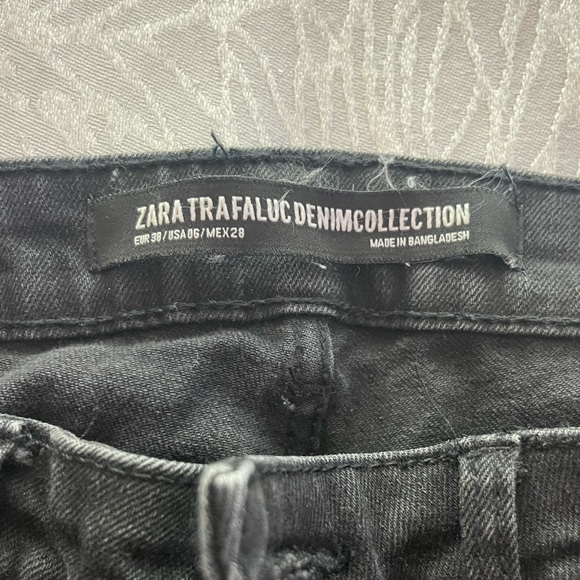 ZARA TRAFALUC DENIMCOLLECTION
EUR 38 / USA 06 / MEX 28
MADE IN BANGLADESH